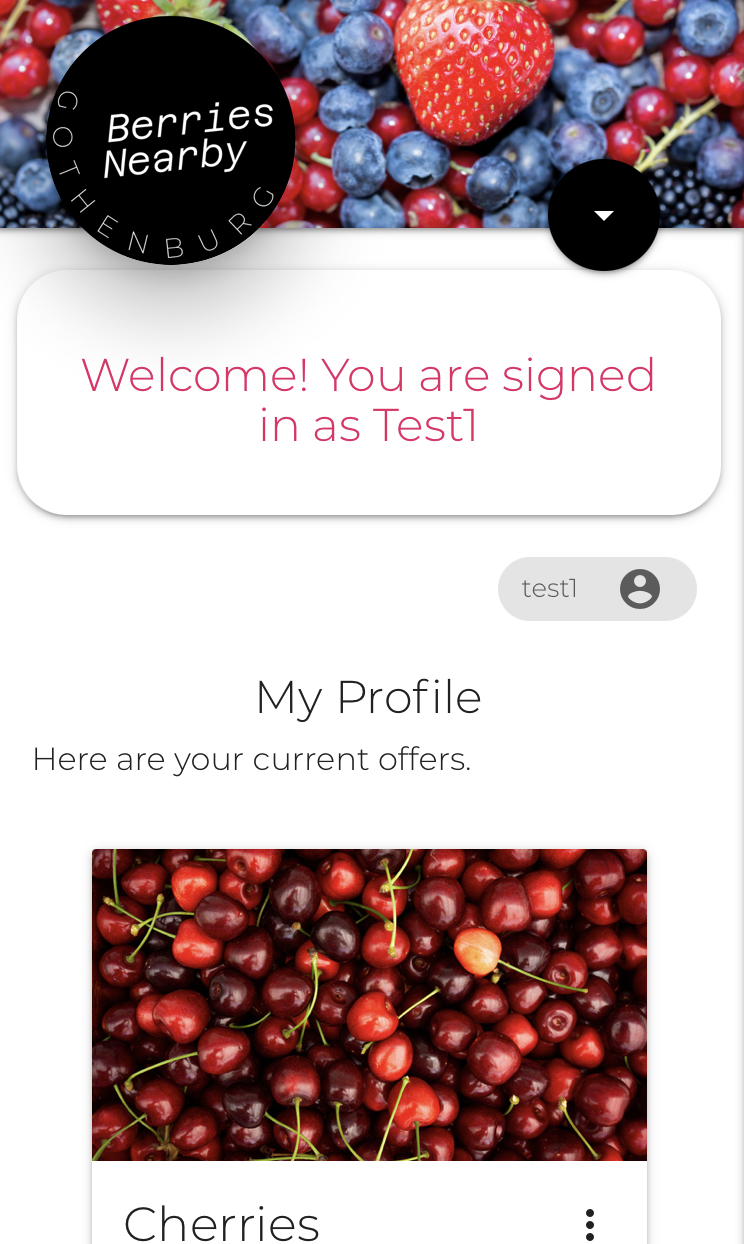 Berries
Nearby
GOTHENBURG
Welcome! You are signed
in as Test1
test1
My Profile
Here are your current offers.
Cherries